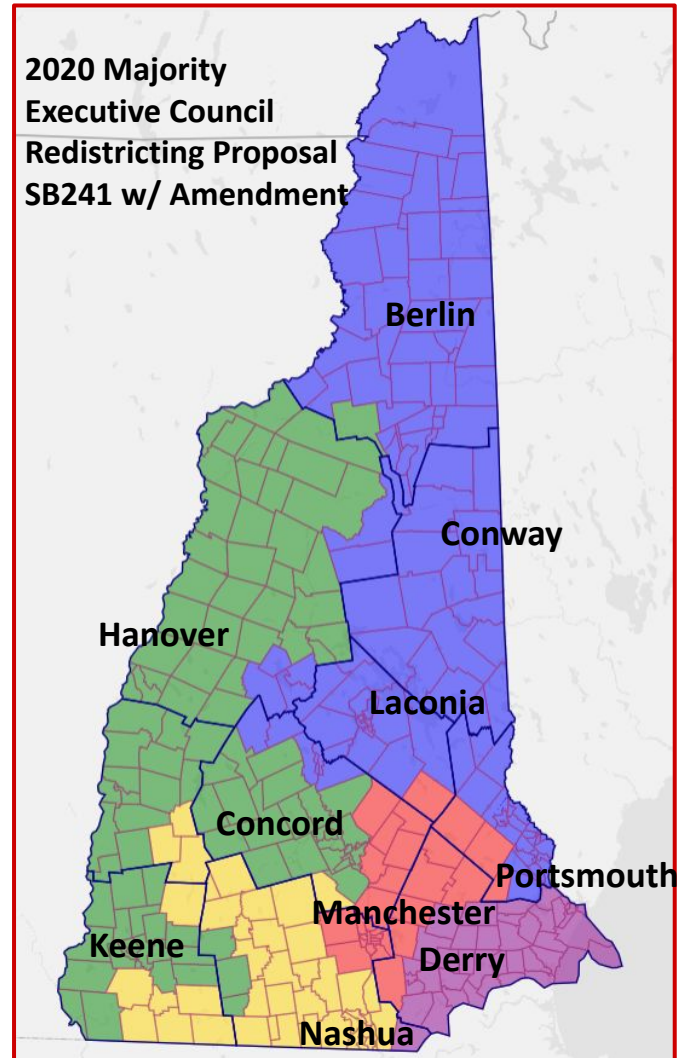 2020 Majority
Executive Council
Redistricting Proposal
SB241 w/ Amendment
Berlin
Conway
Hanover
Laconia
Concord
Portsmouth
Manchester
Keene
Derry
Nashua